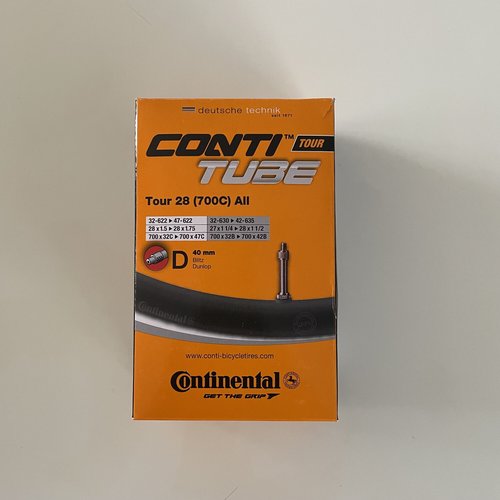 deutsche technik
seit 1871
CONTI™ TOUR
TUBE
Tour 28 (700C) All
32-622 ▸ 47-622 32-630 ▸ 42-635
28 x 1.5 ▸ 28 x 1.75 27 x 1 1/4 ▸ 28 x 1 1/2
700 x 32C ▸ 700 x 47C 700 x 32B ▸ 700 x 42B
D 40 mm
Blitz
Dunlop
Continental
www.conti-bicycletires.com
Continental
GET THE GRIP